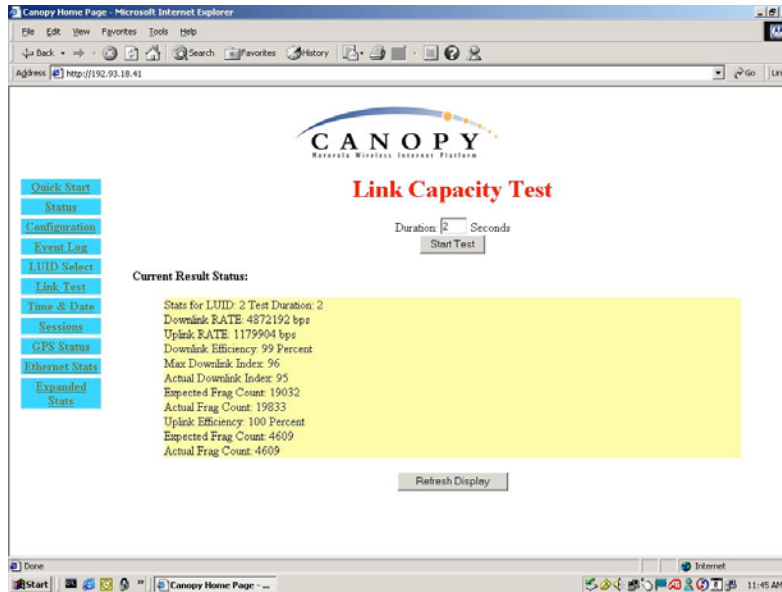 Canopy Home Page - Microsoft Internet Explorer
File Edit View Favorites Tools Help
Back Search Favorites History
Address http://192.93.18.41 Go
CANOPY
Motorola Wireless Internet Platform
Quick Start
Status
Configuration
Event Log
LUID Select
Link Test
Time & Date
Sessions
GPS Status
Ethernet Stats
Expanded
Stats
Link Capacity Test
Duration: 2 Seconds
Start Test
Current Result Status:
Stats for LUID: 2 Test Duration: 2
Downlink RATE: 4872192 bps
Uplink RATE: 1179904 bps
Downlink Efficiency: 99 Percent
Max Downlink Index: 96
Actual Downlink Index: 95
Expected Frag Count: 19032
Actual Frag Count: 19833
Uplink Efficiency: 100 Percent
Expected Frag Count: 4609
Actual Frag Count: 4609
Refresh Display
Done Internet
Start Canopy Home Page - ... 11:45 AM